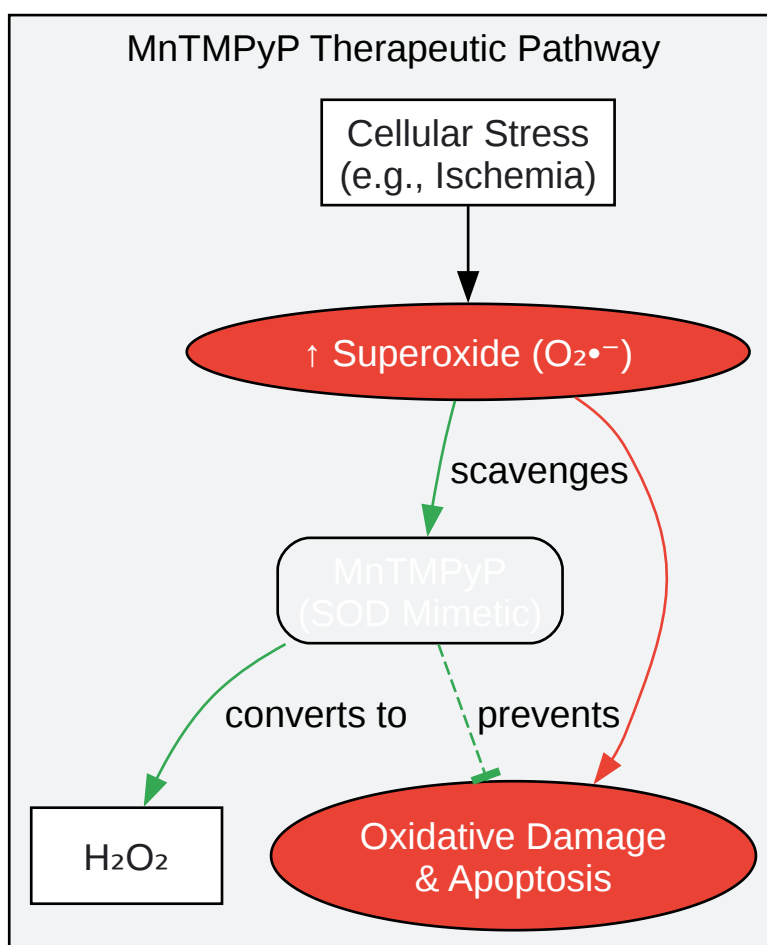 MnTMPyP Therapeutic Pathway
Cellular Stress
(e.g., Ischemia)
↑ Superoxide (O₂•⁻)
scavenges
MnTMPyP
(SOD Mimetic)
converts to
prevents
H₂O₂
Oxidative Damage
& Apoptosis